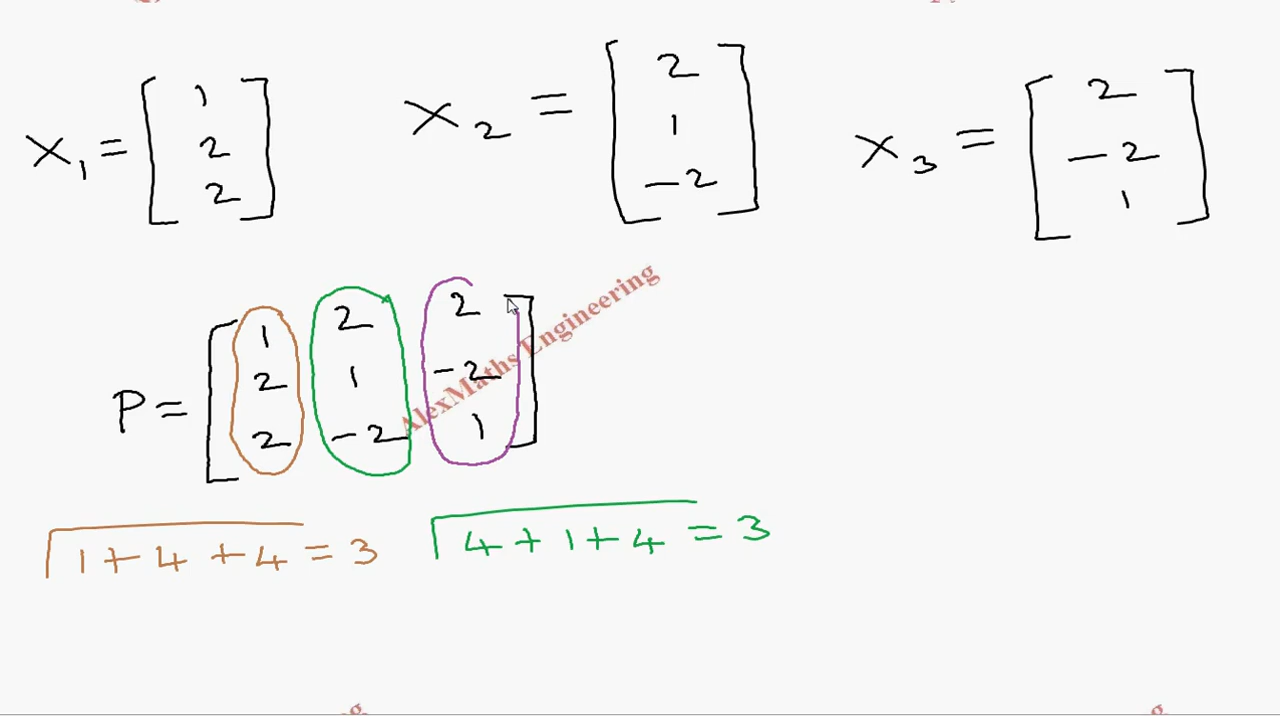 X₁ = [1 2 2] X₂ = [2 1 -2] X₃ = [2 -2 1]
P = [1 2 2
2 1 -2
2 -2 1]
AlexMaths Engineering
√1+4+4 = 3 √4+1+4 = 3